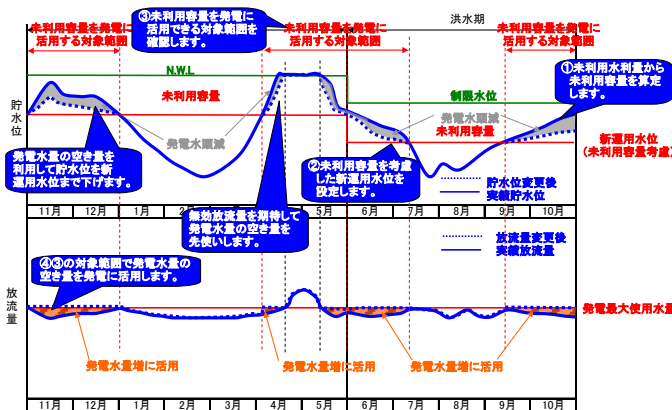 未利用容量を発電に
活用する対象範囲
③未利用容量を発電に
活用できる対象範囲を
確認します。
未利用容量を発電に
活用する対象範囲
洪水期
未利用容量を発電に
活用する対象範囲
N.W.L
①未利用水利量から
未利用容量を算定
します。
未利用容量
制限水位
貯水位
発電水頭減
発電水頭減
未利用容量
新運用水位
(未利用容量考慮)
発電水量の空き量を
利用して貯水位を新
運用水位まで下げます。
②未利用容量を考慮
した新運用水位を
設定します。
貯水位変更後
実績貯水位
無効放流量を期待して
発電水量の空き量を
先使いします。
11月 12月 1月 2月 3月 4月 5月 6月 7月 8月 9月 10月
放流量変更後
実績放流量
④③の対象範囲で発電水量の
空き量を発電に活用します。
放流量
発電最大使用水量
発電水量増に活用
発電水量増に活用
発電水量増に活用
11月 12月 1月 2月 3月 4月 5月 6月 7月 8月 9月 10月